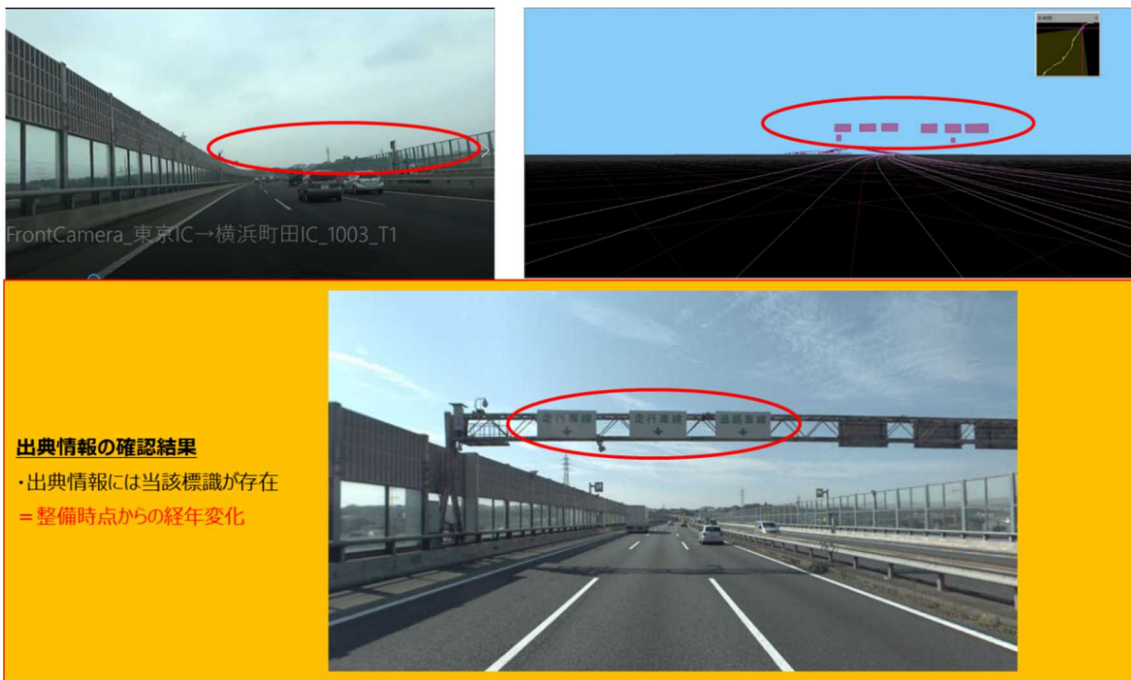 FrontCamera_東京IC→横浜町田IC_1003_T1
出典情報の確認結果
・出典情報には当該標識が存在
＝整備時点からの経年変化
走行車線 走行車線 追越車線